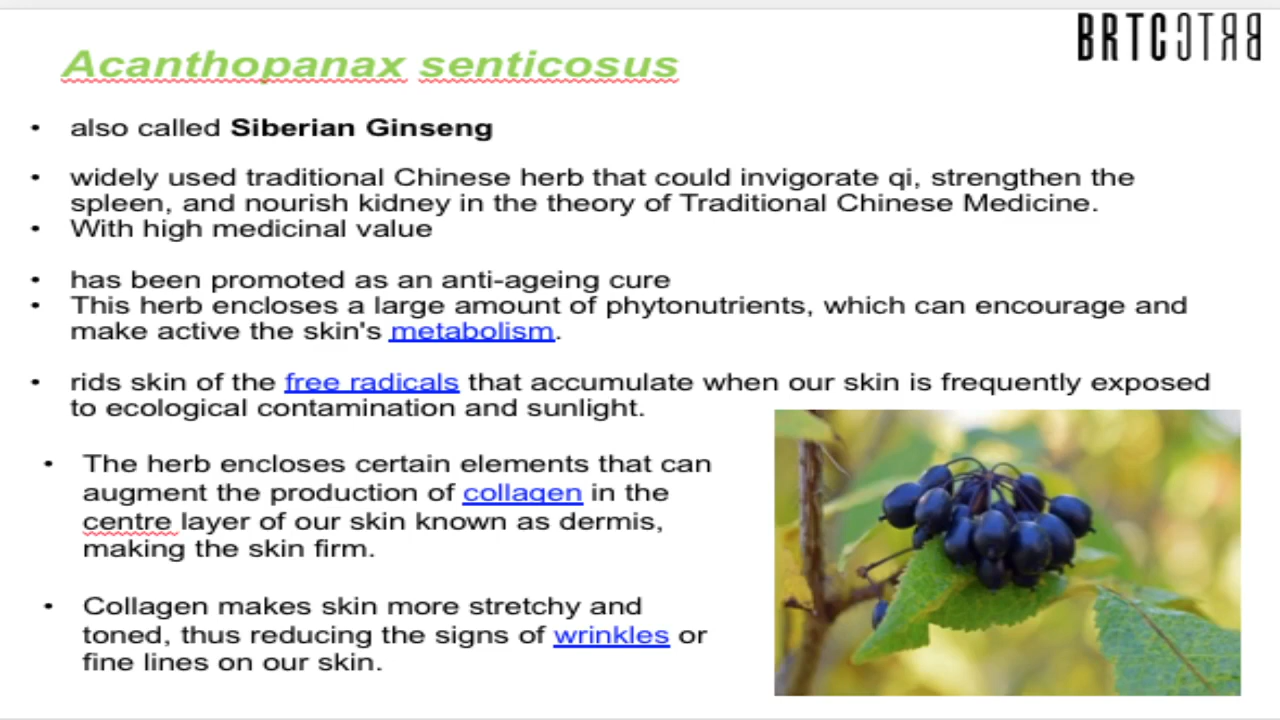 BRTC BRTC
Acanthopanax senticosus
• also called Siberian Ginseng
• widely used traditional Chinese herb that could invigorate qi, strengthen the
spleen, and nourish kidney in the theory of Traditional Chinese Medicine.
• With high medicinal value
• has been promoted as an anti-ageing cure
• This herb encloses a large amount of phytonutrients, which can encourage and
make active the skin's metabolism.
• rids skin of the free radicals that accumulate when our skin is frequently exposed
to ecological contamination and sunlight.
• The herb encloses certain elements that can
augment the production of collagen in the
centre layer of our skin known as dermis,
making the skin firm.
• Collagen makes skin more stretchy and
toned, thus reducing the signs of wrinkles or
fine lines on our skin.